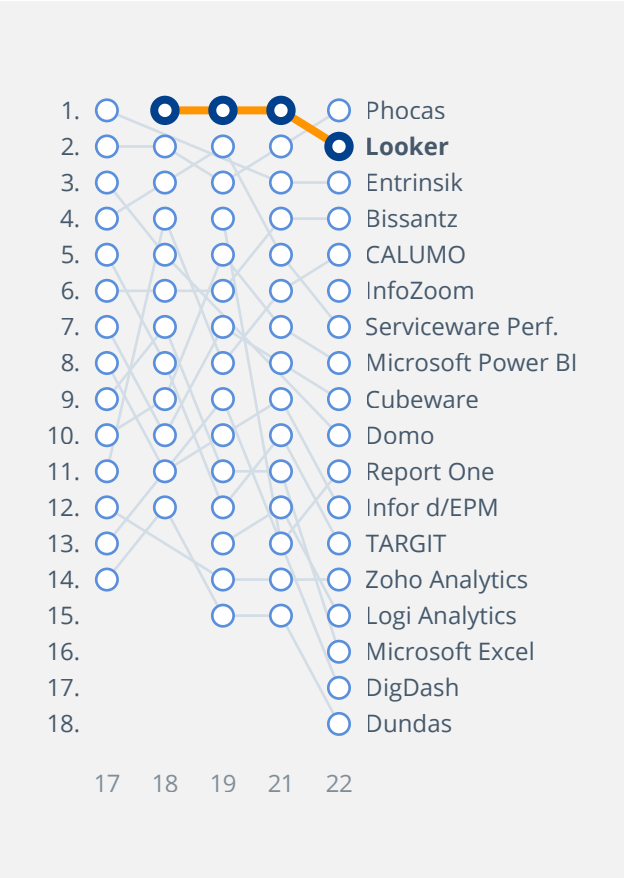 1. Phocas
2. Looker
3. Entrinsik
4. Bissantz
5. CALUMO
6. InfoZoom
7. Serviceware Perf.
8. Microsoft Power BI
9. Cubeware
10. Domo
11. Report One
12. Infor d/EPM
13. TARGIT
14. Zoho Analytics
15. Logi Analytics
16. Microsoft Excel
17. DigDash
18. Dundas
17 18 19 21 22